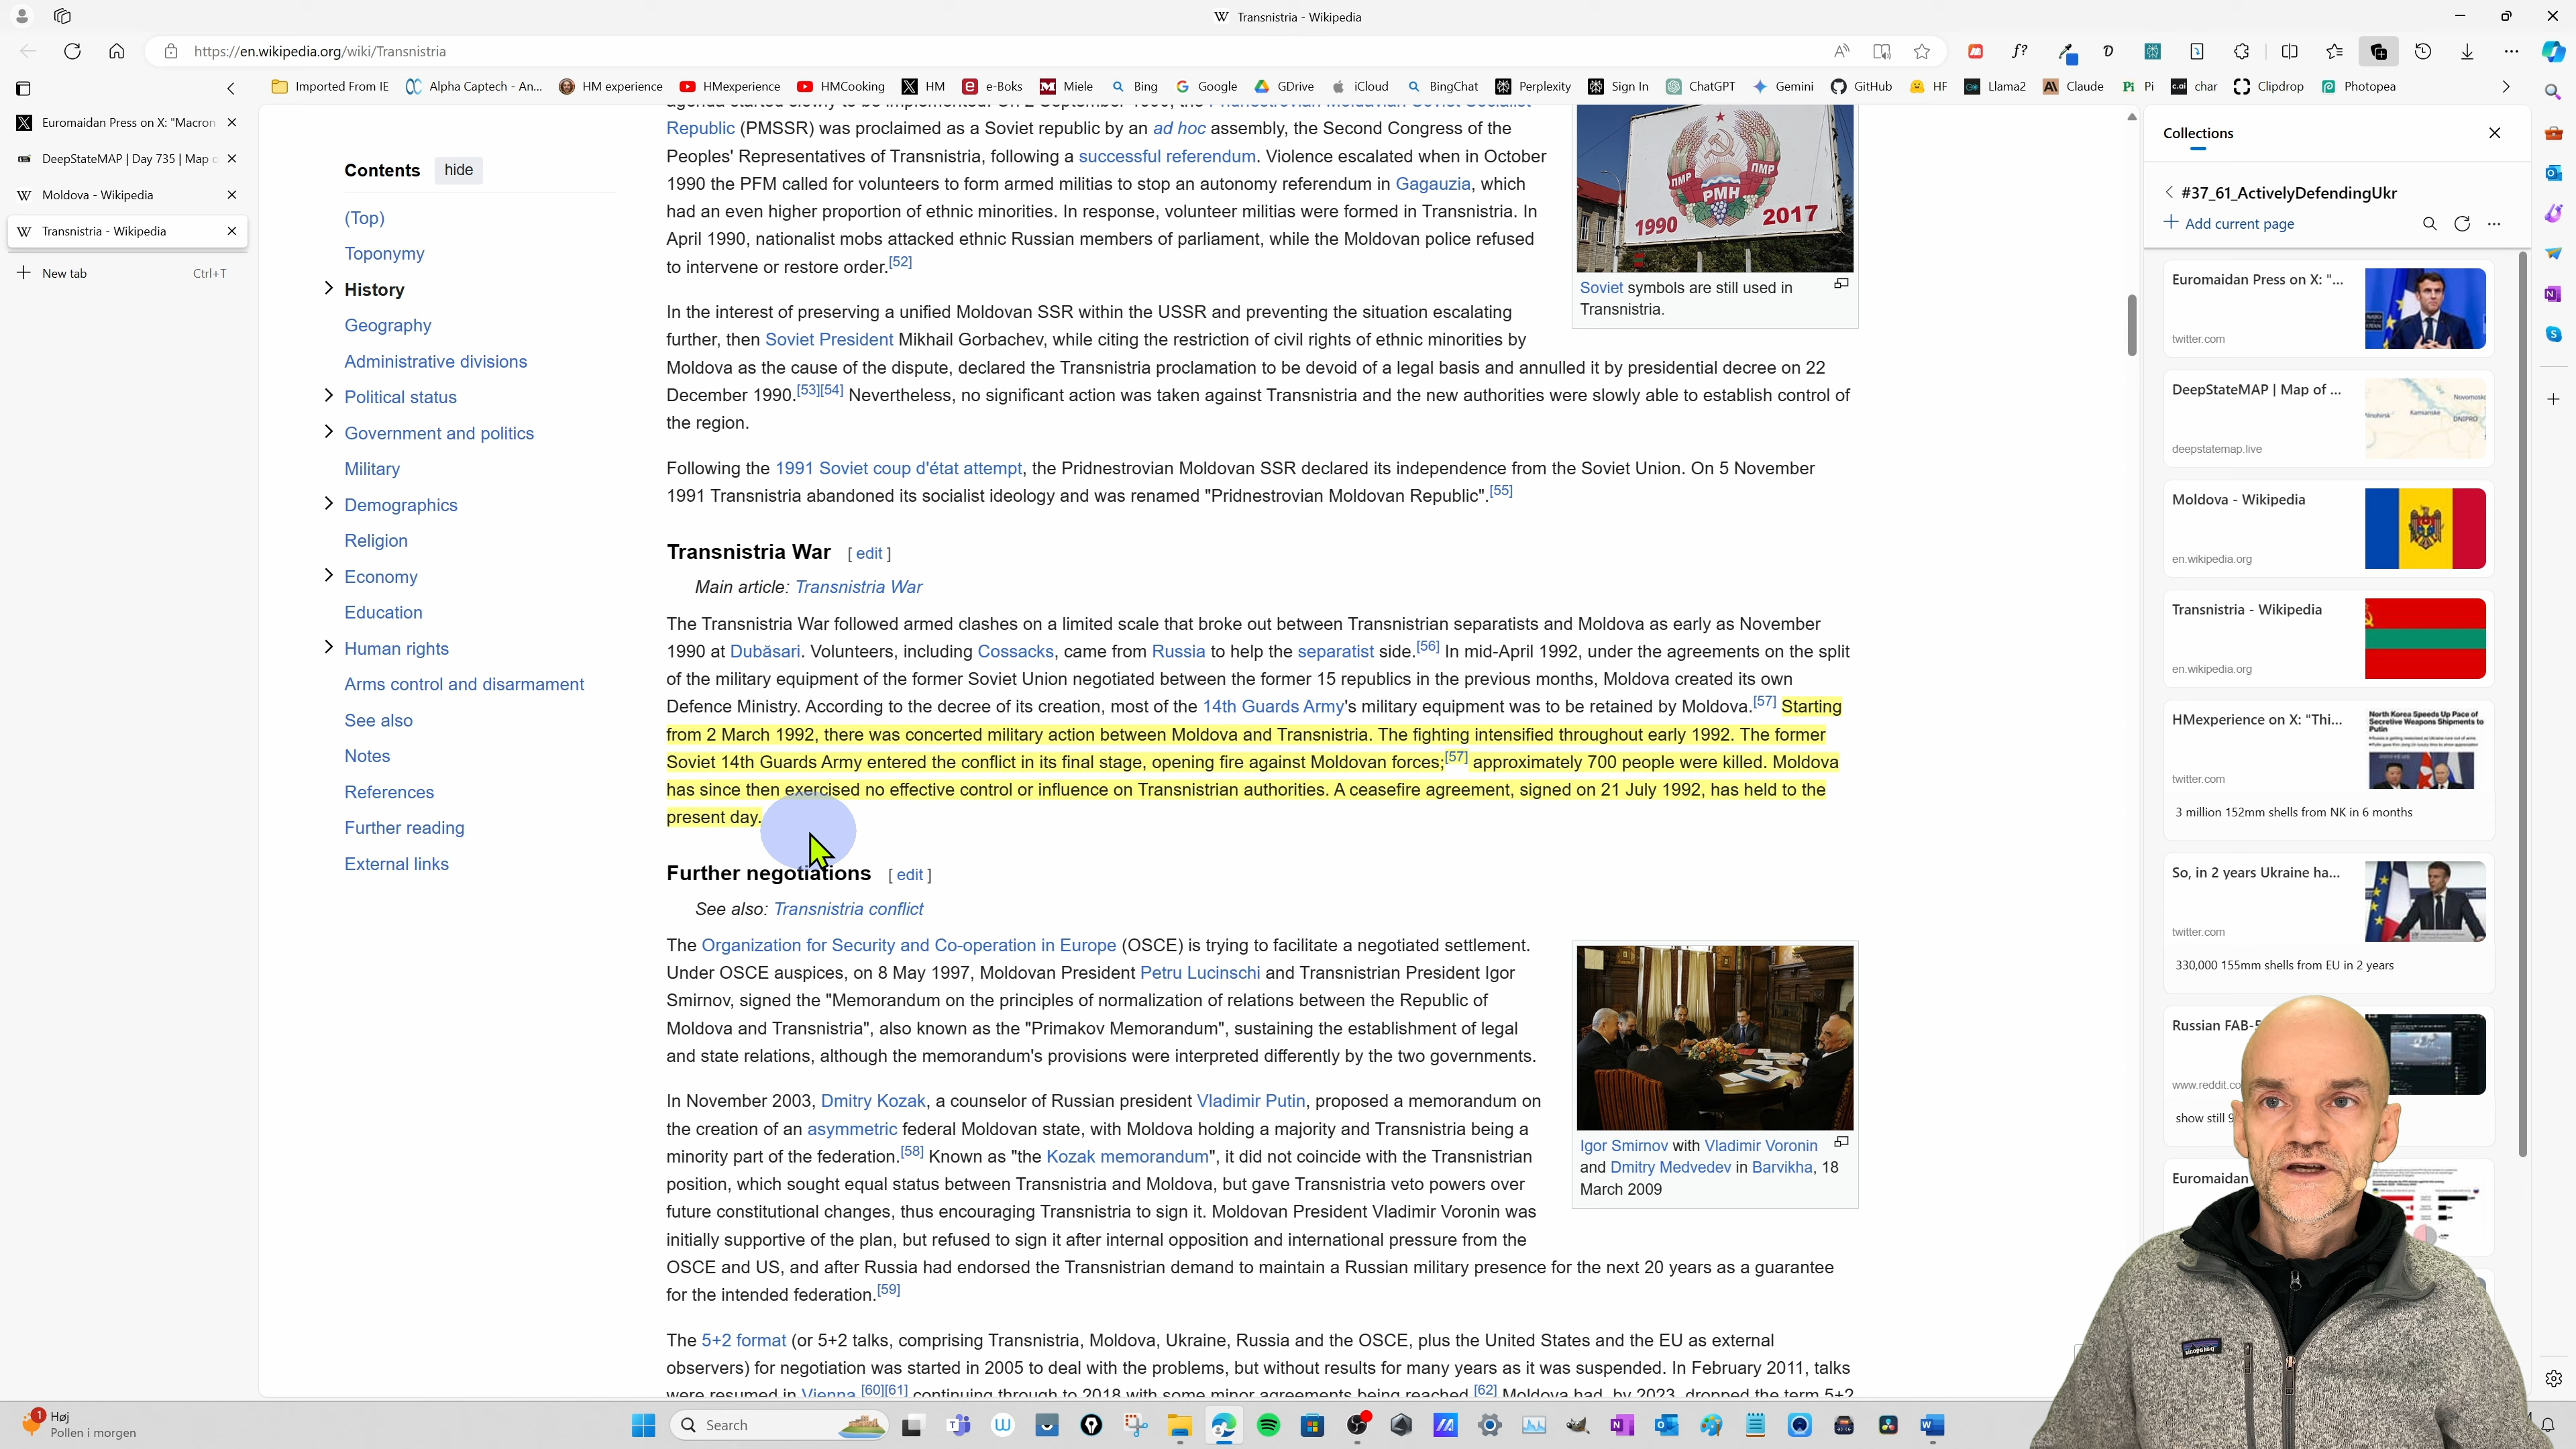 Transnistria - Wikipedia
https://en.wikipedia.org/wiki/Transnistria
Imported From IE
Alpha Captech - An...
HM experience
HMexperience
HMCooking
HM
e-Boks
Miele
Bing
Google
GDrive
iCloud
BingChat
Perplexity
Sign In
ChatGPT
Gemini
GitHub
HF
Llama2
Claude
Pi
char
Clipdrop
Photopea
Euromaidan Press on X: "Macron
DeepStateMAP | Day 735 | Map
Moldova - Wikipedia
Transnistria - Wikipedia
New tab Ctrl+T
Contents hide
(Top)
Toponymy
History
Geography
Administrative divisions
Political status
Government and politics
Military
Demographics
Religion
Economy
Education
Human rights
Arms control and disarmament
See also
Notes
References
Further reading
External links
Republic (PMSSR) was proclaimed as a Soviet republic by an ad hoc assembly, the Second Congress of the
Peoples' Representatives of Transnistria, following a successful referendum. Violence escalated when in October
1990 the PFM called for volunteers to form armed militias to stop an autonomy referendum in Gagauzia, which
had an even higher proportion of ethnic minorities. In response, volunteer militias were formed in Transnistria. In
April 1990, nationalist mobs attacked ethnic Russian members of parliament, while the Moldovan police refused
to intervene or restore order.[52]
ПМР
ПМР
РМН
1990 2017
Soviet symbols are still used in
Transnistria.
In the interest of preserving a unified Moldovan SSR within the USSR and preventing the situation escalating
further, then Soviet President Mikhail Gorbachev, while citing the restriction of civil rights of ethnic minorities by
Moldova as the cause of the dispute, declared the Transnistria proclamation to be devoid of a legal basis and annulled it by presidential decree on 22
December 1990.[53][54] Nevertheless, no significant action was taken against Transnistria and the new authorities were slowly able to establish control of
the region.
Following the 1991 Soviet coup d'état attempt, the Pridnestrovian Moldovan SSR declared its independence from the Soviet Union. On 5 November
1991 Transnistria abandoned its socialist ideology and was renamed "Pridnestrovian Moldovan Republic".[55]
Transnistria War [ edit ]
Main article: Transnistria War
The Transnistria War followed armed clashes on a limited scale that broke out between Transnistrian separatists and Moldova as early as November
1990 at Dubăsari. Volunteers, including Cossacks, came from Russia to help the separatist side.[56] In mid-April 1992, under the agreements on the split
of the military equipment of the former Soviet Union negotiated between the former 15 republics in the previous months, Moldova created its own
Defence Ministry. According to the decree of its creation, most of the 14th Guards Army's military equipment was to be retained by Moldova.[57] Starting
from 2 March 1992, there was concerted military action between Moldova and Transnistria. The fighting intensified throughout early 1992. The former
Soviet 14th Guards Army entered the conflict in its final stage, opening fire against Moldovan forces;[57] approximately 700 people were killed. Moldova
has since then exercised no effective control or influence on Transnistrian authorities. A ceasefire agreement, signed on 21 July 1992, has held to the
present day.
Further negotiations [ edit ]
See also: Transnistria conflict
The Organization for Security and Co-operation in Europe (OSCE) is trying to facilitate a negotiated settlement.
Under OSCE auspices, on 8 May 1997, Moldovan President Petru Lucinschi and Transnistrian President Igor
Smirnov, signed the "Memorandum on the principles of normalization of relations between the Republic of
Moldova and Transnistria", also known as the "Primakov Memorandum", sustaining the establishment of legal
and state relations, although the memorandum's provisions were interpreted differently by the two governments.
In November 2003, Dmitry Kozak, a counselor of Russian president Vladimir Putin, proposed a memorandum on
the creation of an asymmetric federal Moldovan state, with Moldova holding a majority and Transnistria being a
minority part of the federation.[58] Known as "the Kozak memorandum", it did not coincide with the Transnistrian
position, which sought equal status between Transnistria and Moldova, but gave Transnistria veto powers over
future constitutional changes, thus encouraging Transnistria to sign it. Moldovan President Vladimir Voronin was
initially supportive of the plan, but refused to sign it after internal opposition and international pressure from the
OSCE and US, and after Russia had endorsed the Transnistrian demand to maintain a Russian military presence for the next 20 years as a guarantee
for the intended federation.[59]
Igor Smirnov with Vladimir Voronin
and Dmitry Medvedev in Barvikha, 18
March 2009
The 5+2 format (or 5+2 talks, comprising Transnistria, Moldova, Ukraine, Russia and the OSCE, plus the United States and the EU as external
observers) for negotiation was started in 2005 to deal with the problems, but without results for many years as it was suspended. In February 2011, talks
were resumed in Vienna [60][61] continuing through to 2018 with some minor agreements being reached [62] Moldova had, by 2023, dropped the term 5+2
Collections
#37_61_ActivelyDefendingUkr
Add current page
Euromaidan Press on X: "...
twitter.com
DeepStateMAP | Map of ...
deepstatemap.live
DNIPRO
Kamianske
Moldova - Wikipedia
en.wikipedia.org
Transnistria - Wikipedia
en.wikipedia.org
HMexperience on X: "Thi...
North Korea Speeds Up Pace of
Secretive Weapons Shipments to
Putin
twitter.com
3 million 152mm shells from NK in 6 months
So, in 2 years Ukraine ha...
twitter.com
330,000 155mm shells from EU in 2 years
Russian FAB-5
www.reddit.co
show still 9
Euromaidan
patagonia
1
Høj
Pollen i morgen
Search